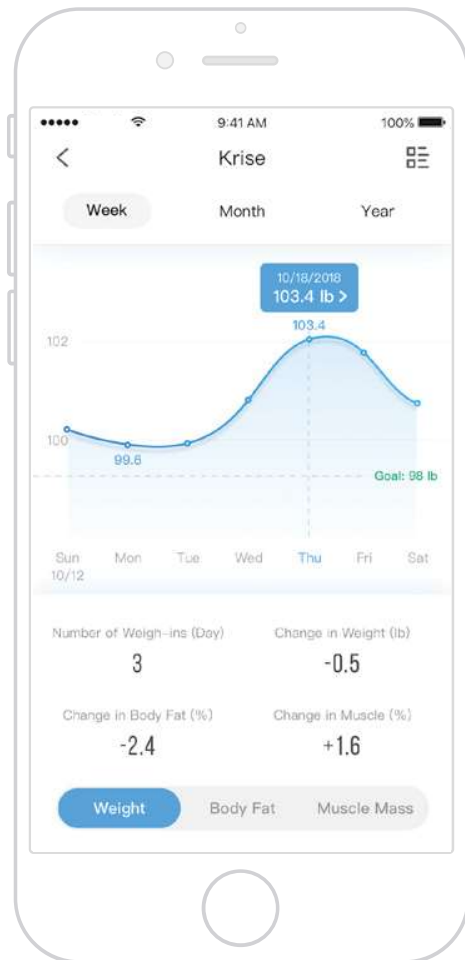 9:41 AM
100%
Krise
Week Month Year
10/18/2018
103.4 lb >
103.4
102
100
99.6
Goal: 98 lb
Sun Mon Tue Wed Thu Fri Sat
10/12
Number of Weigh-ins (Day) Change in Weight (lb)
3 -0.5
Change in Body Fat (%) Change in Muscle (%)
-2.4 +1.6
Weight Body Fat Muscle Mass